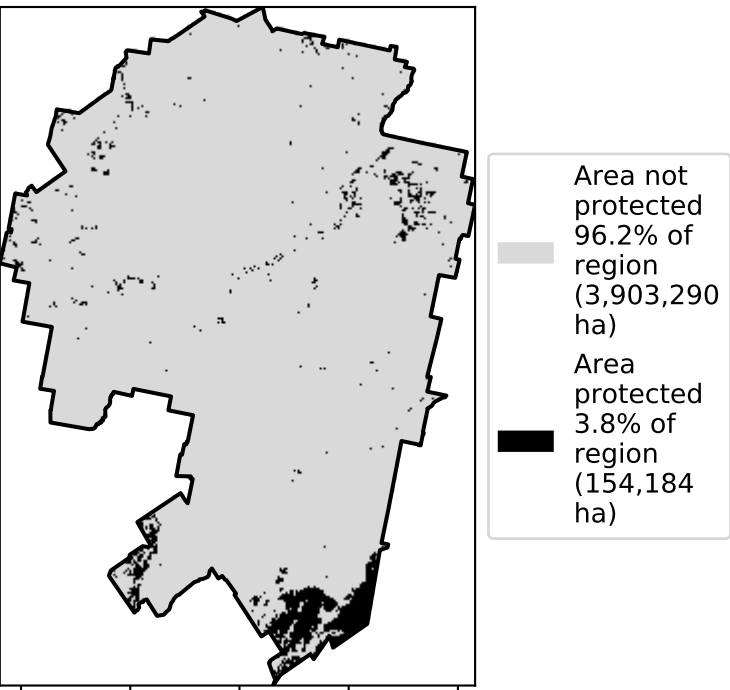 Area not
protected
96.2% of
region
(3,903,290
ha)
Area
protected
3.8% of
region
(154,184
ha)